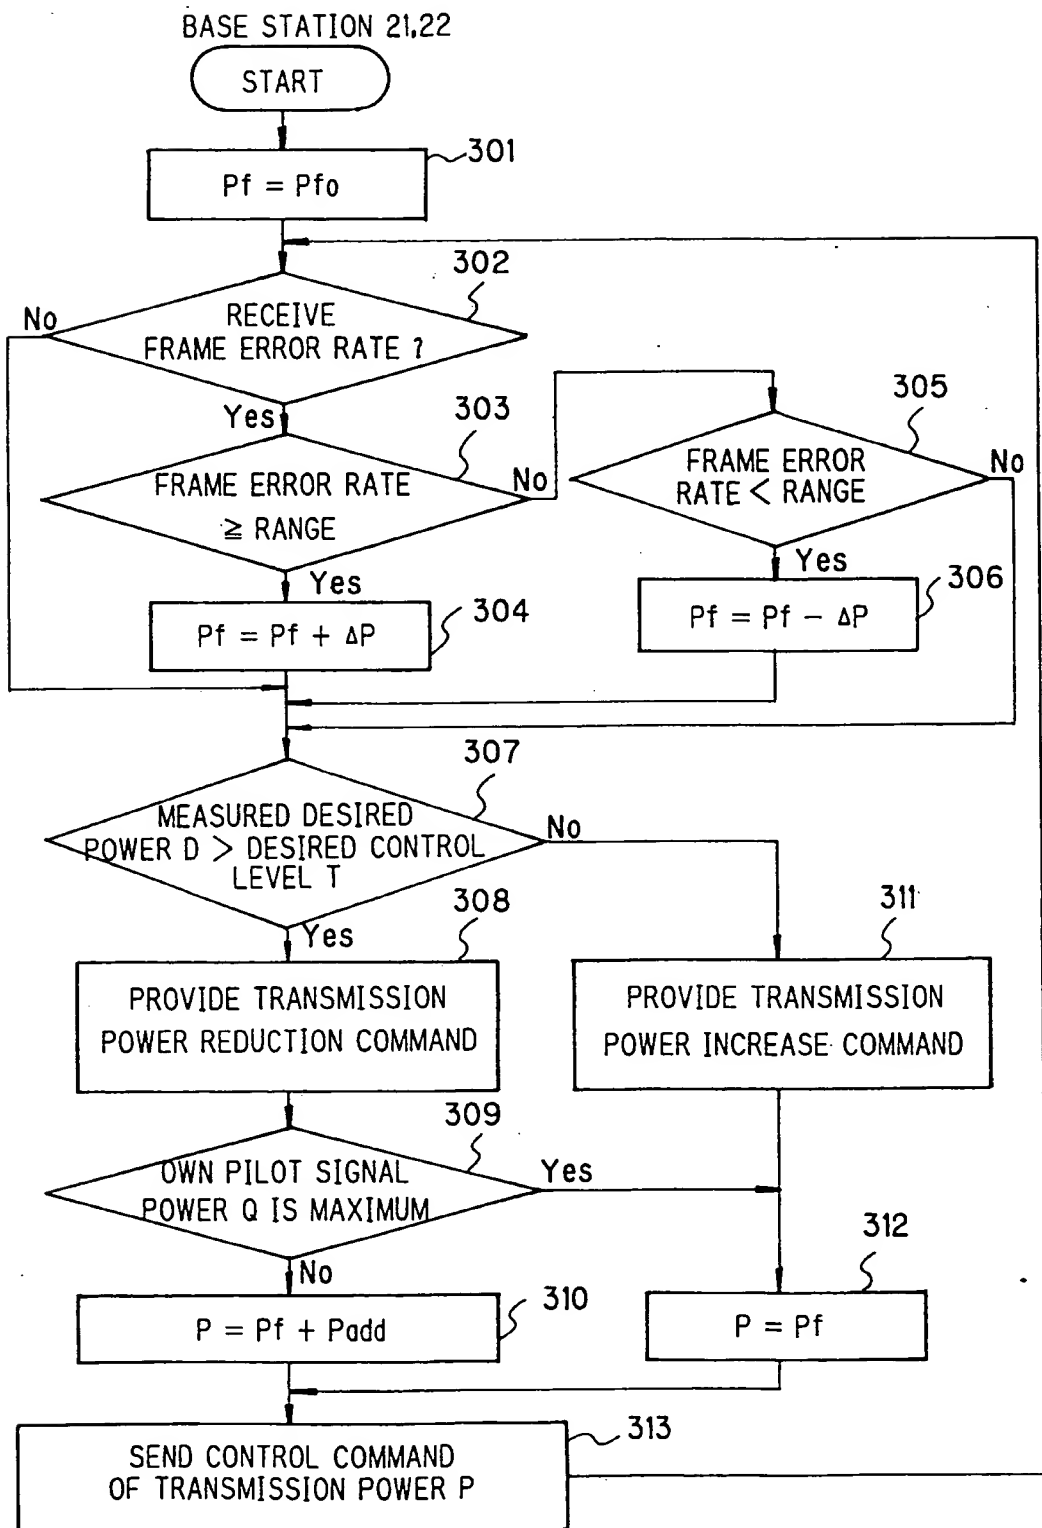 BASE STATION 21,22
START
301
Pf = Pfo
302
RECEIVE
FRAME ERROR RATE ?
No
Yes
303
FRAME ERROR RATE
≧ RANGE
No
Yes
304
Pf = Pf + ΔP
305
FRAME ERROR
RATE < RANGE
No
Yes
306
Pf = Pf − ΔP
307
MEASURED DESIRED
POWER D > DESIRED CONTROL
LEVEL T
No
Yes
308
PROVIDE TRANSMISSION
POWER REDUCTION COMMAND
311
PROVIDE TRANSMISSION
POWER INCREASE COMMAND
309
OWN PILOT SIGNAL
POWER Q IS MAXIMUM
Yes
No
310
P = Pf + Padd
312
P = Pf
313
SEND CONTROL COMMAND
OF TRANSMISSION POWER P